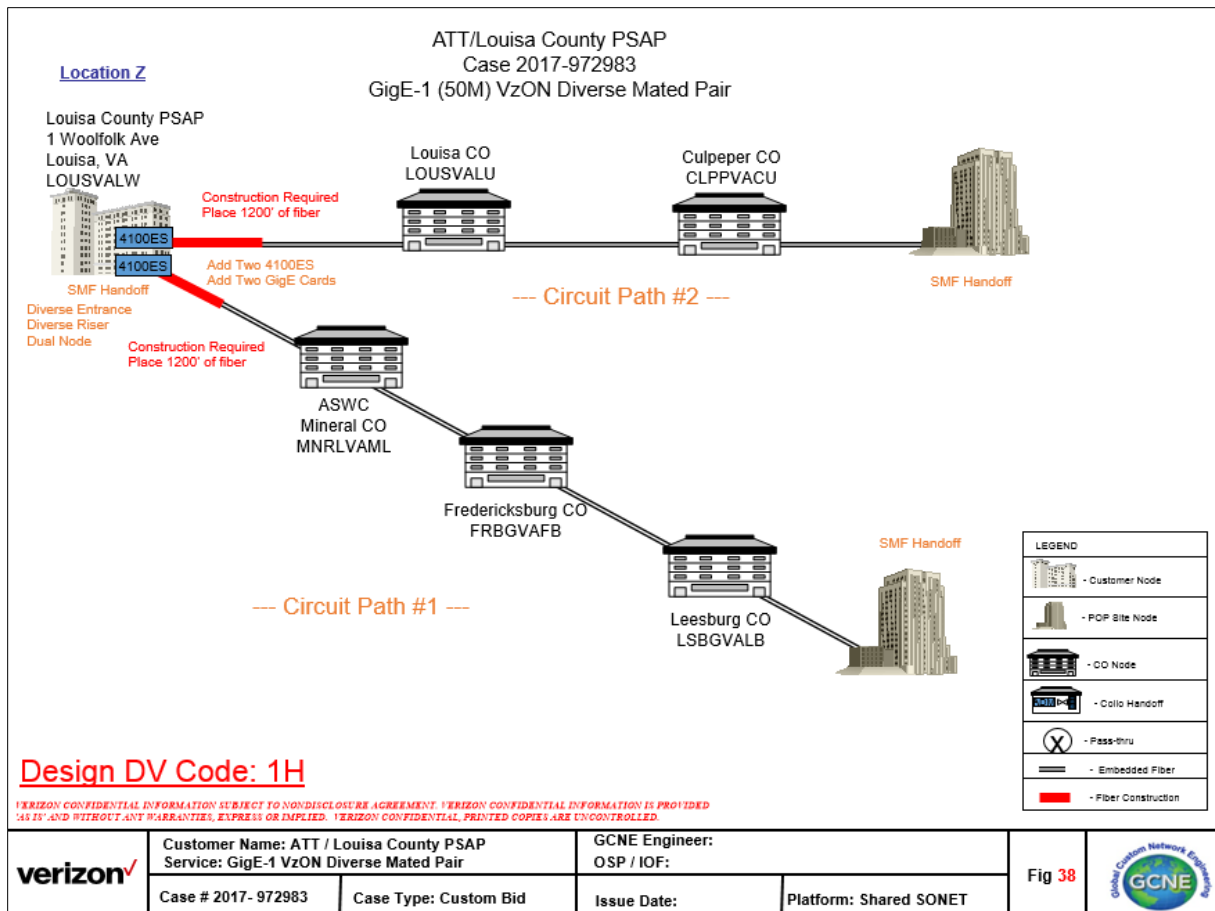 ATT/Louisa County PSAP
Case 2017-972983
GigE-1 (50M) VzON Diverse Mated Pair
Location Z
Louisa County PSAP
1 Woolfolk Ave
Louisa, VA
LOUSVALW
4100ES
4100ES
SMF Handoff
Diverse Entrance
Diverse Riser
Dual Node
Construction Required
Place 1200' of fiber
Add Two 4100ES
Add Two GigE Cards
Louisa CO
LOUSVALU
Culpeper CO
CLPPVACU
SMF Handoff
--- Circuit Path #2 ---
Construction Required
Place 1200' of fiber
ASWC
Mineral CO
MNRLVAML
Fredericksburg CO
FRBGVAFB
Leesburg CO
LSBGVALB
SMF Handoff
--- Circuit Path #1 ---
LEGEND
- Customer Node
- POP Site Node
- CO Node
- Collo Handoff
X
- Pass-thru
- Embedded Fiber
- Fiber Construction
Design DV Code: 1H
VERIZON CONFIDENTIAL INFORMATION SUBJECT TO NONDISCLOSURE AGREEMENT. VERIZON CONFIDENTIAL INFORMATION IS PROVIDED
'AS IS' AND WITHOUT ANY WARRANTIES, EXPRESS OR IMPLIED. VERIZON CONFIDENTIAL, PRINTED COPIES ARE UNCONTROLLED.
verizon
Customer Name: ATT / Louisa County PSAP
Service: GigE-1 VzON Diverse Mated Pair
GCNE Engineer:
OSP / IOF:
Case # 2017- 972983
Case Type: Custom Bid
Issue Date:
Platform: Shared SONET
Fig 38
Global Custom Network Engineering
GCNE